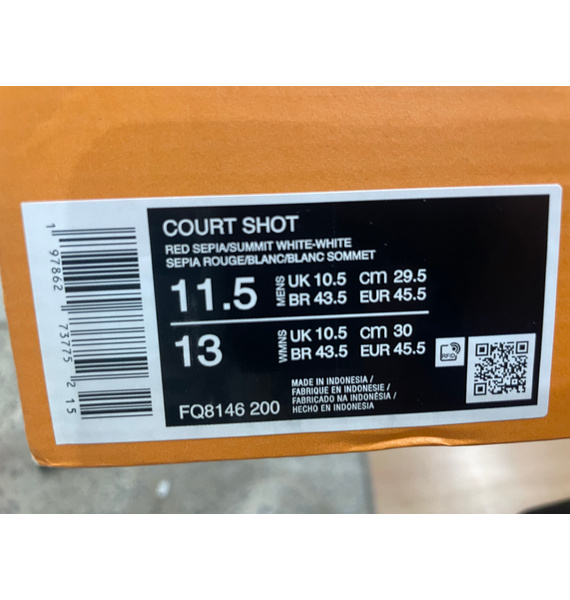 COURT SHOT
RED SEPIA/SUMMIT WHITE-WHITE
SEPIA ROUGE/BLANC/BLANC SOMMET
11.5 MENS UK 10.5 CM 29.5
BR 43.5 EUR 45.5
13 WMNS UK 10.5 CM 30
BR 43.5 EUR 45.5
RFID
FQ8146 200
MADE IN INDONESIA /
FABRIQUE EN INDONESIE /
FABRICADO NA INDONÉSIA /
HECHO EN INDONESIA
1 97862 73775 2 15